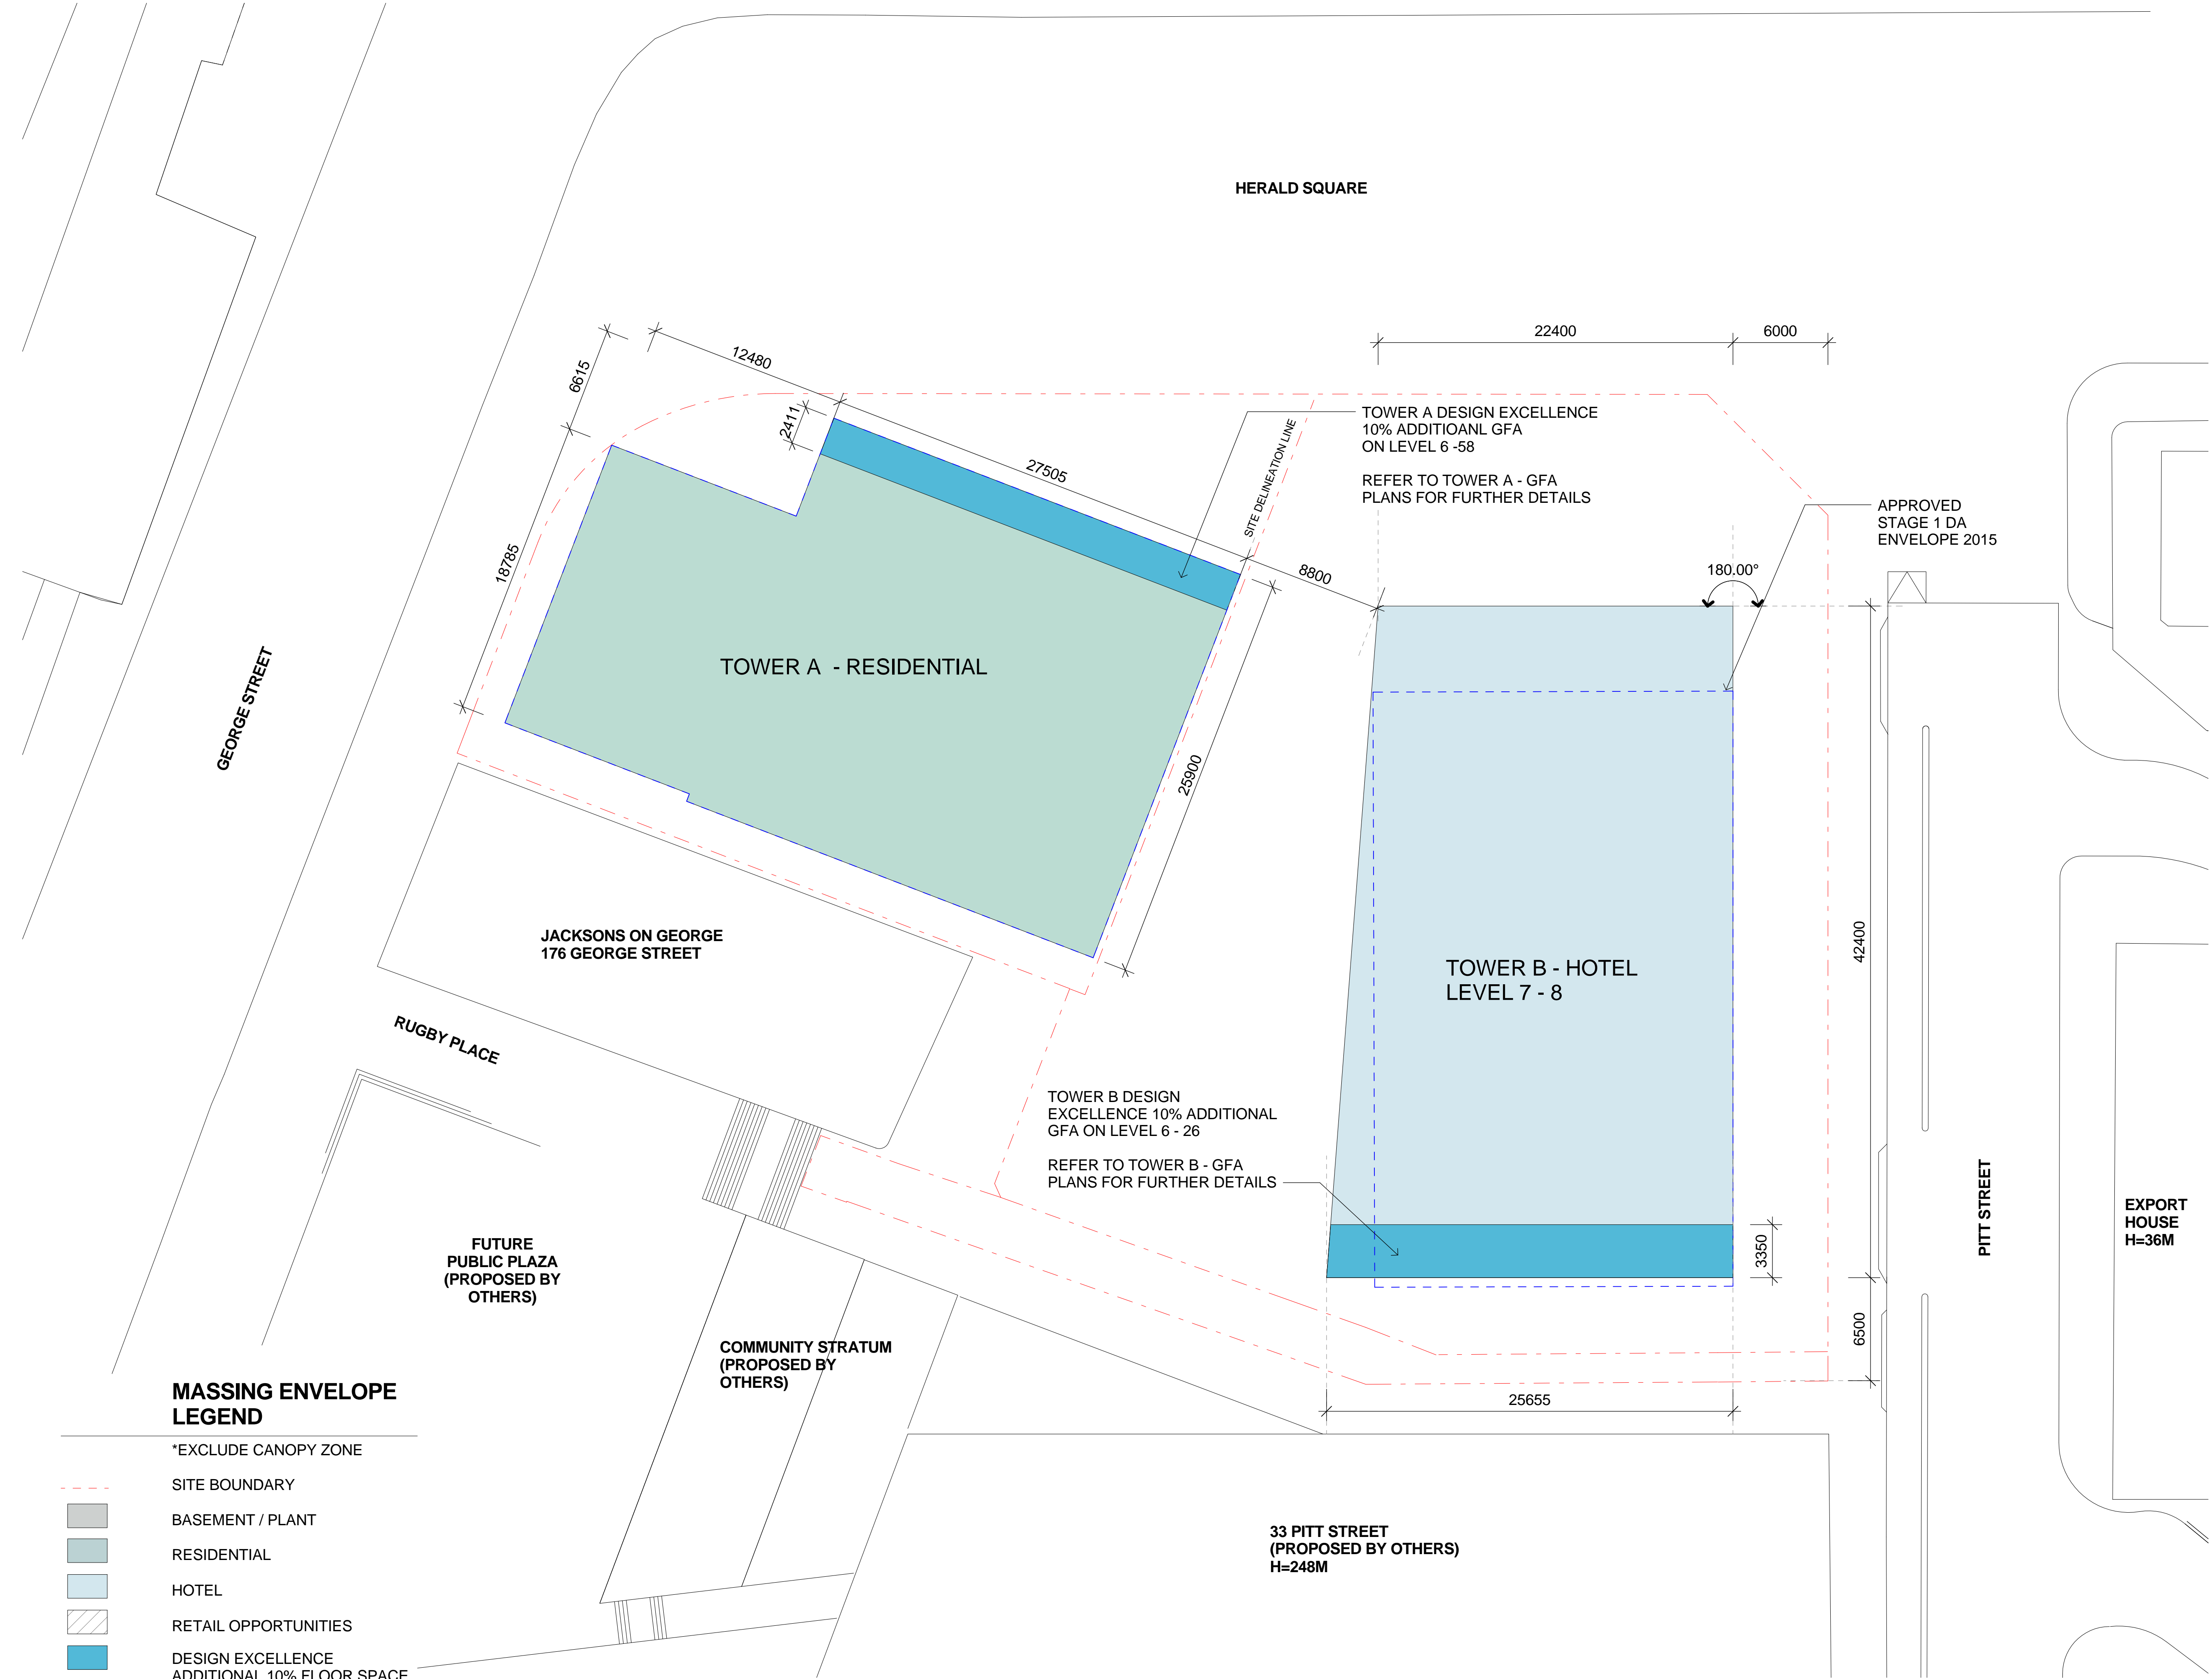 HERALD SQUARE
22400
6000
12480
6615
2411
27505
SITE DELINEATION LINE
TOWER A DESIGN EXCELLENCE
10% ADDITIOANL GFA
ON LEVEL 6 -58
REFER TO TOWER A - GFA
PLANS FOR FURTHER DETAILS
APPROVED
STAGE 1 DA
ENVELOPE 2015
18785
8800
180.00°
TOWER A - RESIDENTIAL
GEORGE STREET
25900
42400
JACKSONS ON GEORGE
176 GEORGE STREET
TOWER B - HOTEL
LEVEL 7 - 8
RUGBY PLACE
TOWER B DESIGN
EXCELLENCE 10% ADDITIONAL
GFA ON LEVEL 6 - 26
REFER TO TOWER B - GFA
PLANS FOR FURTHER DETAILS
PITT STREET
EXPORT
HOUSE
H=36M
3350
FUTURE
PUBLIC PLAZA
(PROPOSED BY
OTHERS)
6500
COMMUNITY STRATUM
(PROPOSED BY
OTHERS)
25655
33 PITT STREET
(PROPOSED BY OTHERS)
H=248M
MASSING ENVELOPE
LEGEND
*EXCLUDE CANOPY ZONE
SITE BOUNDARY
BASEMENT / PLANT
RESIDENTIAL
HOTEL
RETAIL OPPORTUNITIES
DESIGN EXCELLENCE
ADDITIONAL 10% FLOOR SPACE